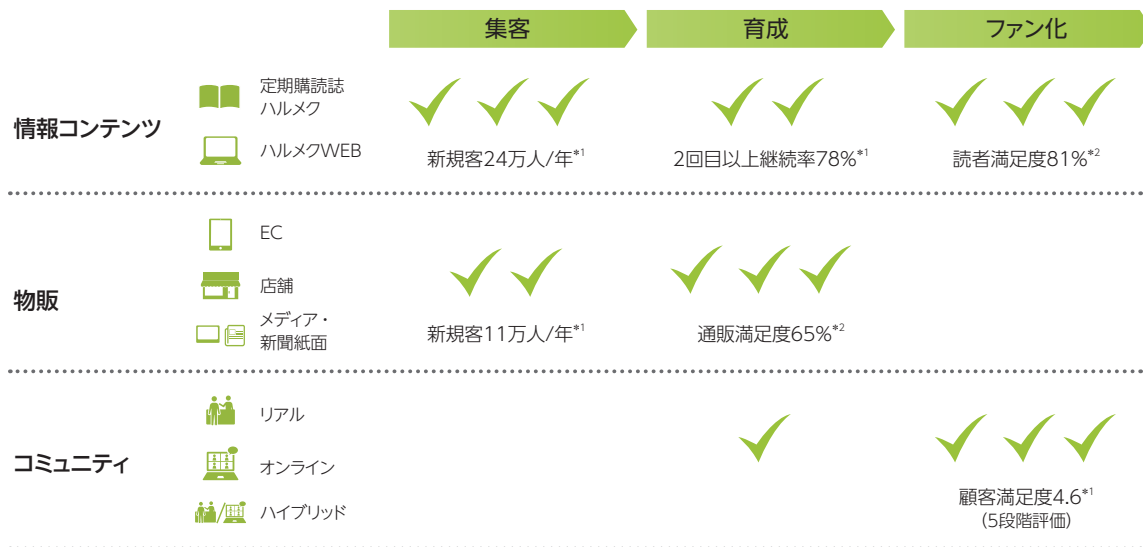 集客
育成
ファン化
情報コンテンツ
定期購読誌
ハルメク
ハルメクWEB
新規客24万人/年*1
2回目以上継続率78%*1
読者満足度81%*2
物販
EC
店舗
メディア・
新聞紙面
新規客11万人/年*1
通販満足度65%*2
コミュニティ
リアル
オンライン
ハイブリッド
顧客満足度4.6*1
(5段階評価)